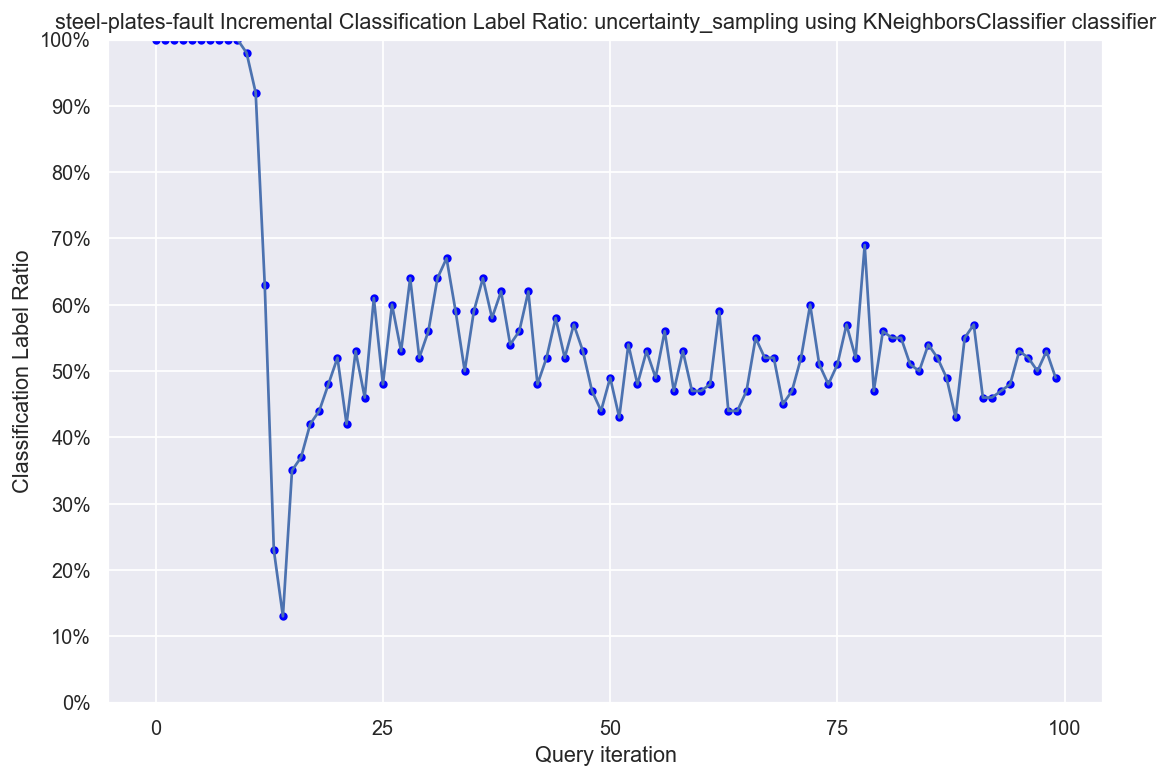 steel-plates-fault Incremental Classification Label Ratio: uncertainty_sampling using KNeighborsClassifier classifier
100%
90%
80%
70%
60%
50%
40%
30%
20%
10%
0%
Classification Label Ratio
0 25 50 75 100
Query iteration